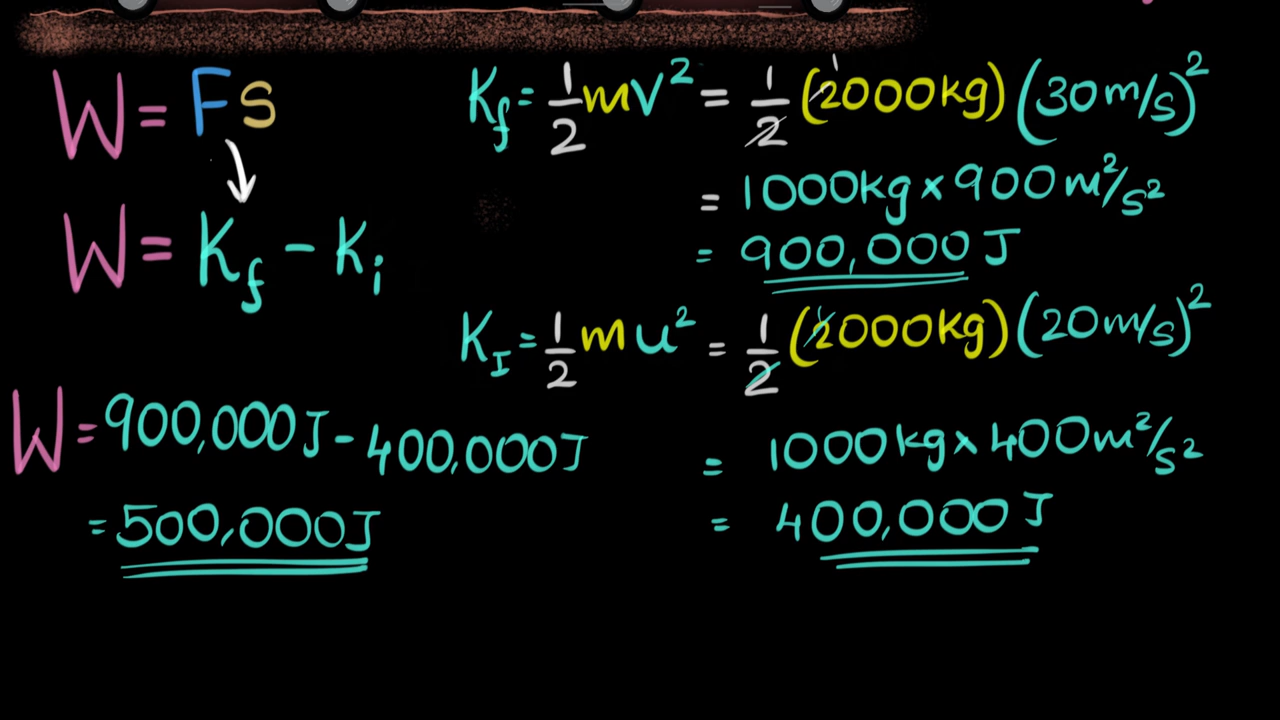 W = Fs
W = Kf - Ki
Kf = 1/2 mv² = 1/2 (2000kg) (30m/s)²
= 1000kg × 900 m²/s²
= 900,000 J
KI = 1/2 mu² = 1/2 (2000kg) (20m/s)²
= 1000kg × 400m²/s²
= 400,000 J
W = 900,000J - 400,000J
= 500,000J